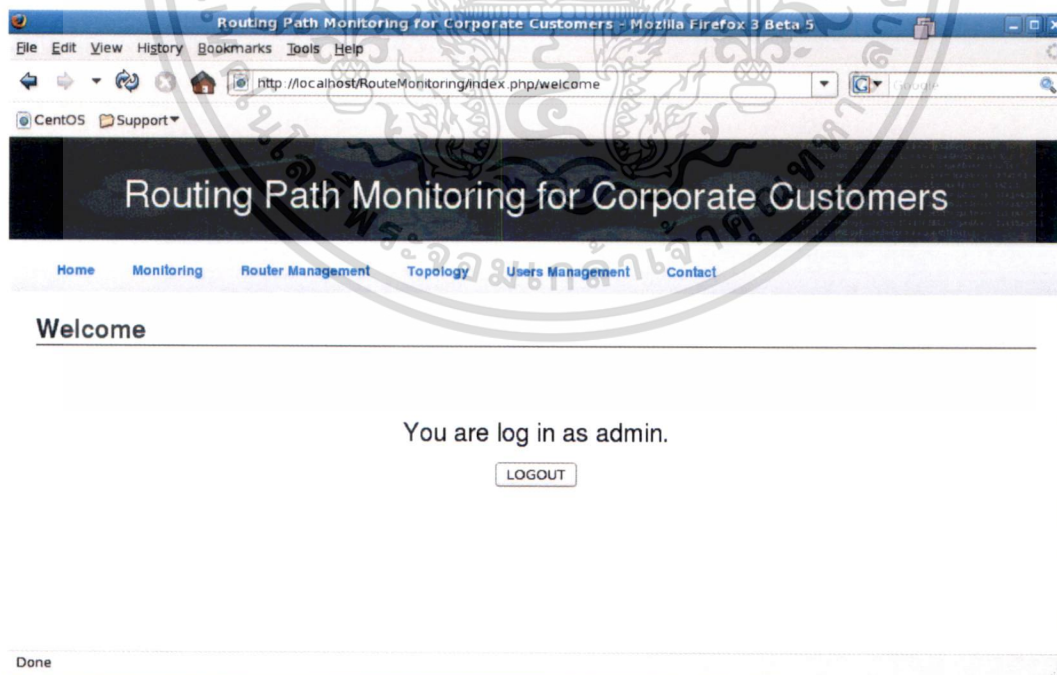 Routing Path Monitoring for Corporate Customers - Mozilla Firefox 3 Beta 5
File Edit View History Bookmarks Tools Help
http://localhost/RouteMonitoring/index.php/welcome
Google
CentOS Support
Routing Path Monitoring for Corporate Customers
Home Monitoring Router Management Topology Users Management Contact
Welcome
You are log in as admin.
LOGOUT
Done